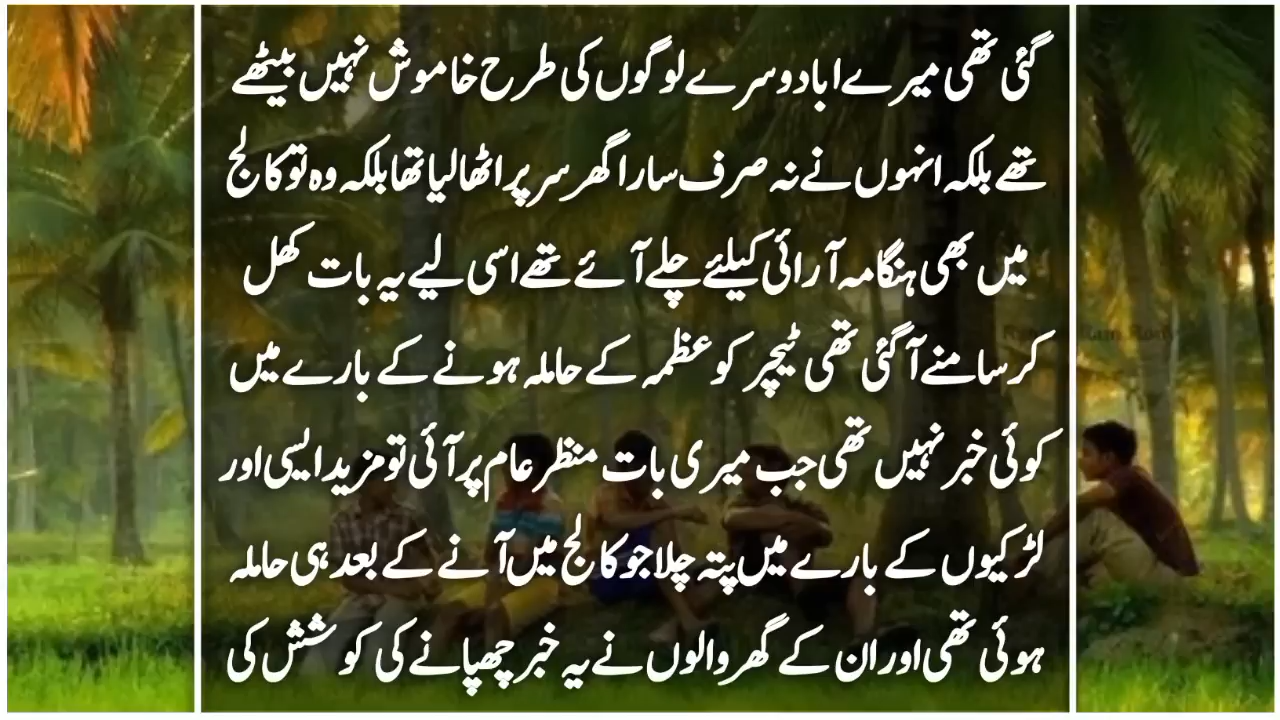 گئی تھی میرے ابا دوسرے لوگوں کی طرح خاموش نہیں بیٹھے
تھے بلکہ انہوں نے نہ صرف سارا گھر سر پر اٹھا لیا تھا بلکہ وہ تو کالج
میں بھی ہنگامہ آرائی کیلئے چلے آئے تھے اسی لیے یہ بات کھل
کر سامنے آگئی تھی ٹیچر کو عظمہ کے حاملہ ہونے کے بارے میں
کوئی خبر نہیں تھی جب میری بات منظر عام پر آئی تو مزید ایسی اور
لڑکیوں کے بارے میں پتہ چلا جو کالج میں آنے کے بعد ہی حاملہ
ہوئی تھی اور ان کے گھر والوں نے یہ خبر چھپانے کی کوشش کی